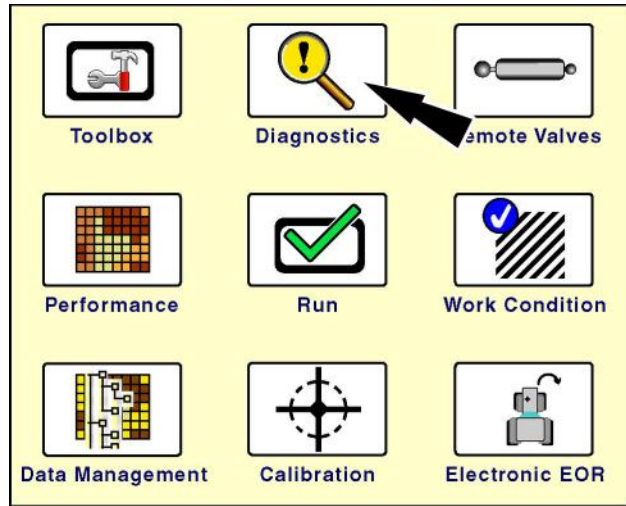 Toolbox
Diagnostics
emote Valves
Performance
Run
Work Condition
Data Management
Calibration
Electronic EOR